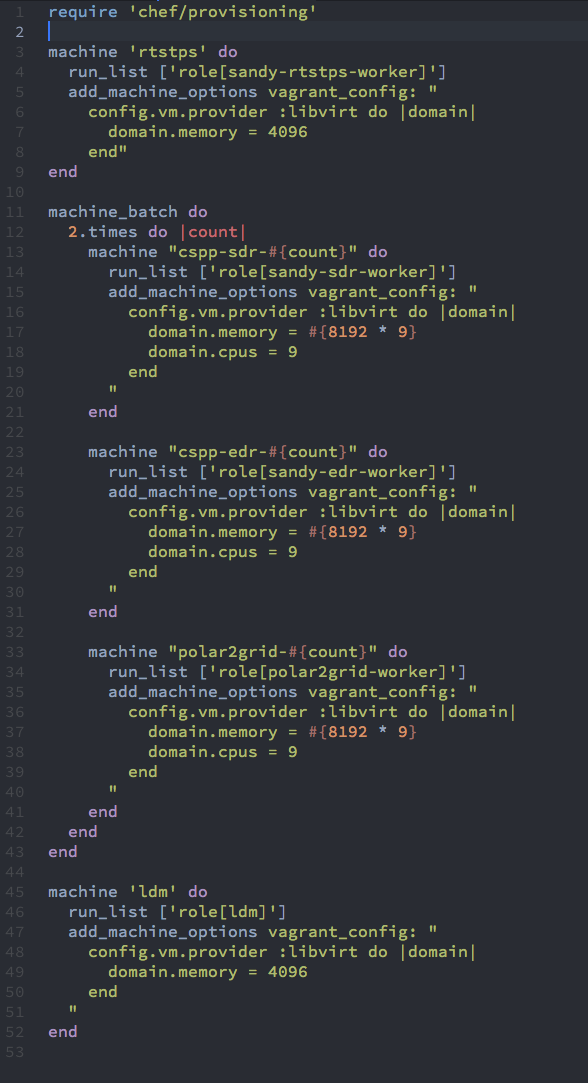 1 require 'chef/provisioning'
2
3 machine 'rtstps' do
4   run_list ['role[sandy-rtstps-worker]']
5   add_machine_options vagrant_config: "
6     config.vm.provider :libvirt do |domain|
7       domain.memory = 4096
8     end"
9 end
10
11 machine_batch do
12   2.times do |count|
13     machine "cspp-sdr-#{count}" do
14       run_list ['role[sandy-sdr-worker]']
15       add_machine_options vagrant_config: "
16         config.vm.provider :libvirt do |domain|
17           domain.memory = #{8192 * 9}
18           domain.cpus = 9
19         end
20       "
21     end
22
23     machine "cspp-edr-#{count}" do
24       run_list ['role[sandy-edr-worker]']
25       add_machine_options vagrant_config: "
26         config.vm.provider :libvirt do |domain|
27           domain.memory = #{8192 * 9}
28           domain.cpus = 9
29         end
30       "
31     end
32
33     machine "polar2grid-#{count}" do
34       run_list ['role[polar2grid-worker]']
35       add_machine_options vagrant_config: "
36         config.vm.provider :libvirt do |domain|
37           domain.memory = #{8192 * 9}
38           domain.cpus = 9
39         end
40       "
41     end
42   end
43 end
44
45 machine 'ldm' do
46   run_list ['role[ldm]']
47   add_machine_options vagrant_config: "
48     config.vm.provider :libvirt do |domain|
49       domain.memory = 4096
50     end
51   "
52 end
53